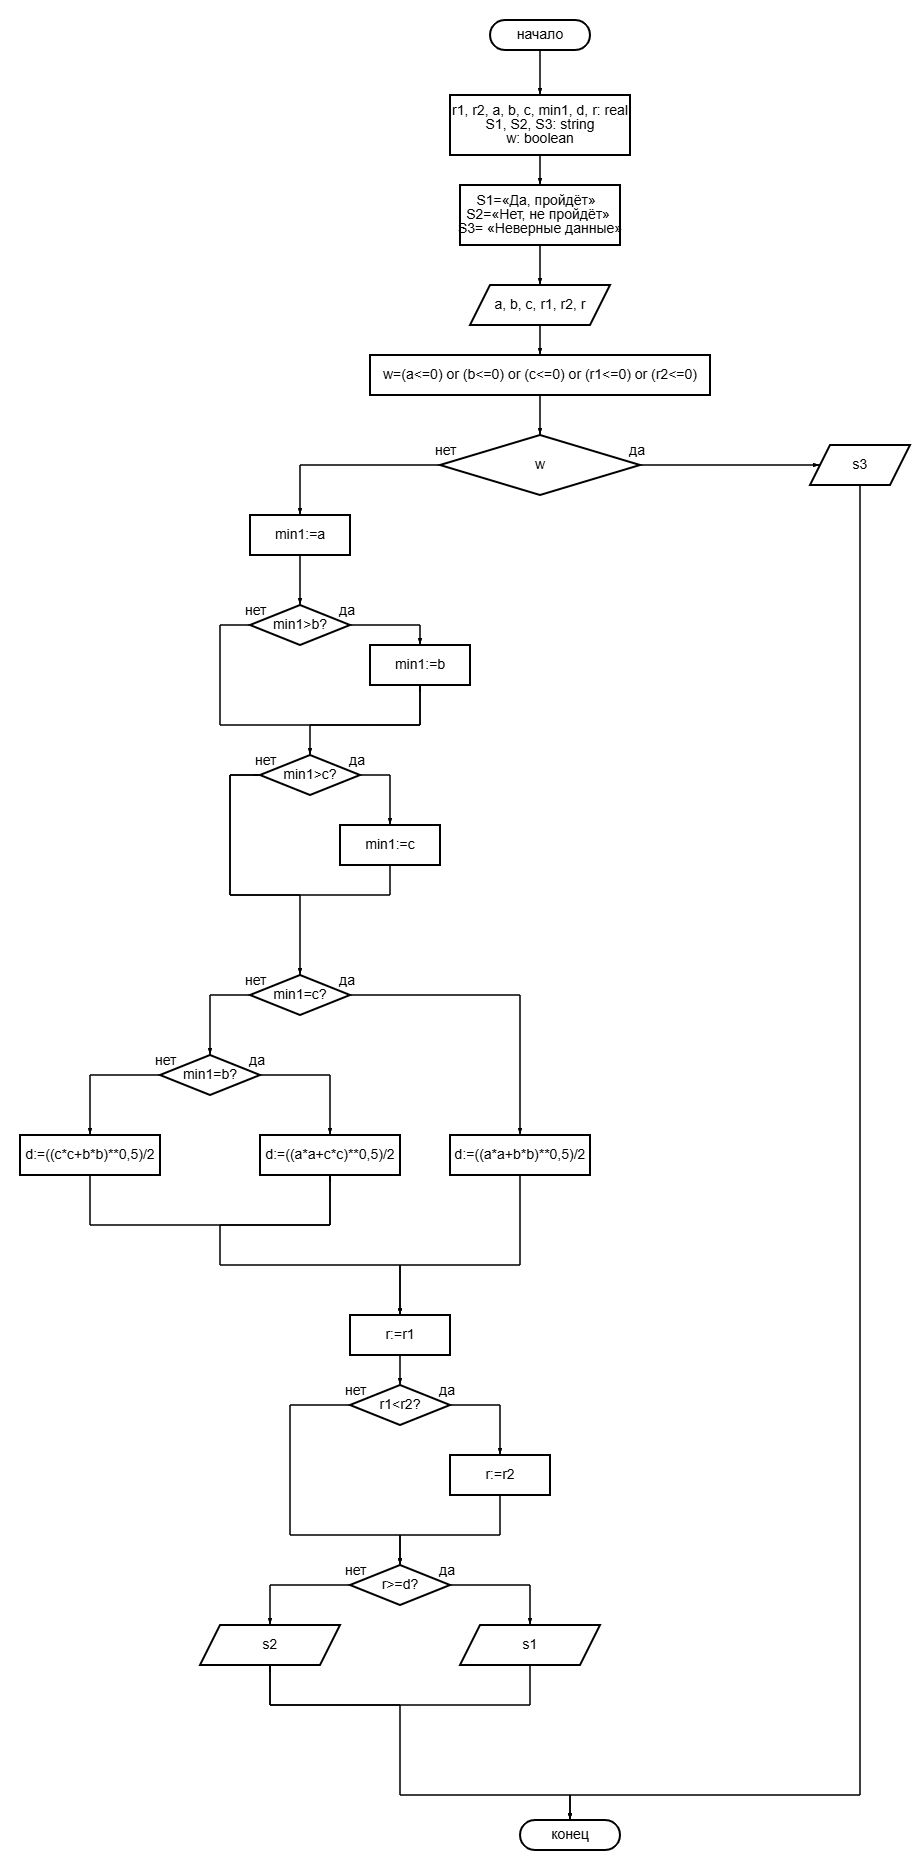 начало
r1, r2, a, b, c, min1, d, r: real
S1, S2, S3: string
w: boolean
S1=«Да, пройдёт»
S2=«Нет, не пройдёт»
S3= «Неверные данные»
a, b, c, r1, r2, r
w=(a<=0) or (b<=0) or (c<=0) or (r1<=0) or (r2<=0)
нет
да
w
s3
min1:=a
нет
да
min1>b?
min1:=b
нет
да
min1>c?
min1:=c
нет
да
min1=c?
нет
да
min1=b?
d:=((c*c+b*b)**0,5)/2
d:=((a*a+c*c)**0,5)/2
d:=((a*a+b*b)**0,5)/2
r:=r1
нет
да
r1<r2?
r:=r2
нет
да
r>=d?
s2
s1
конец